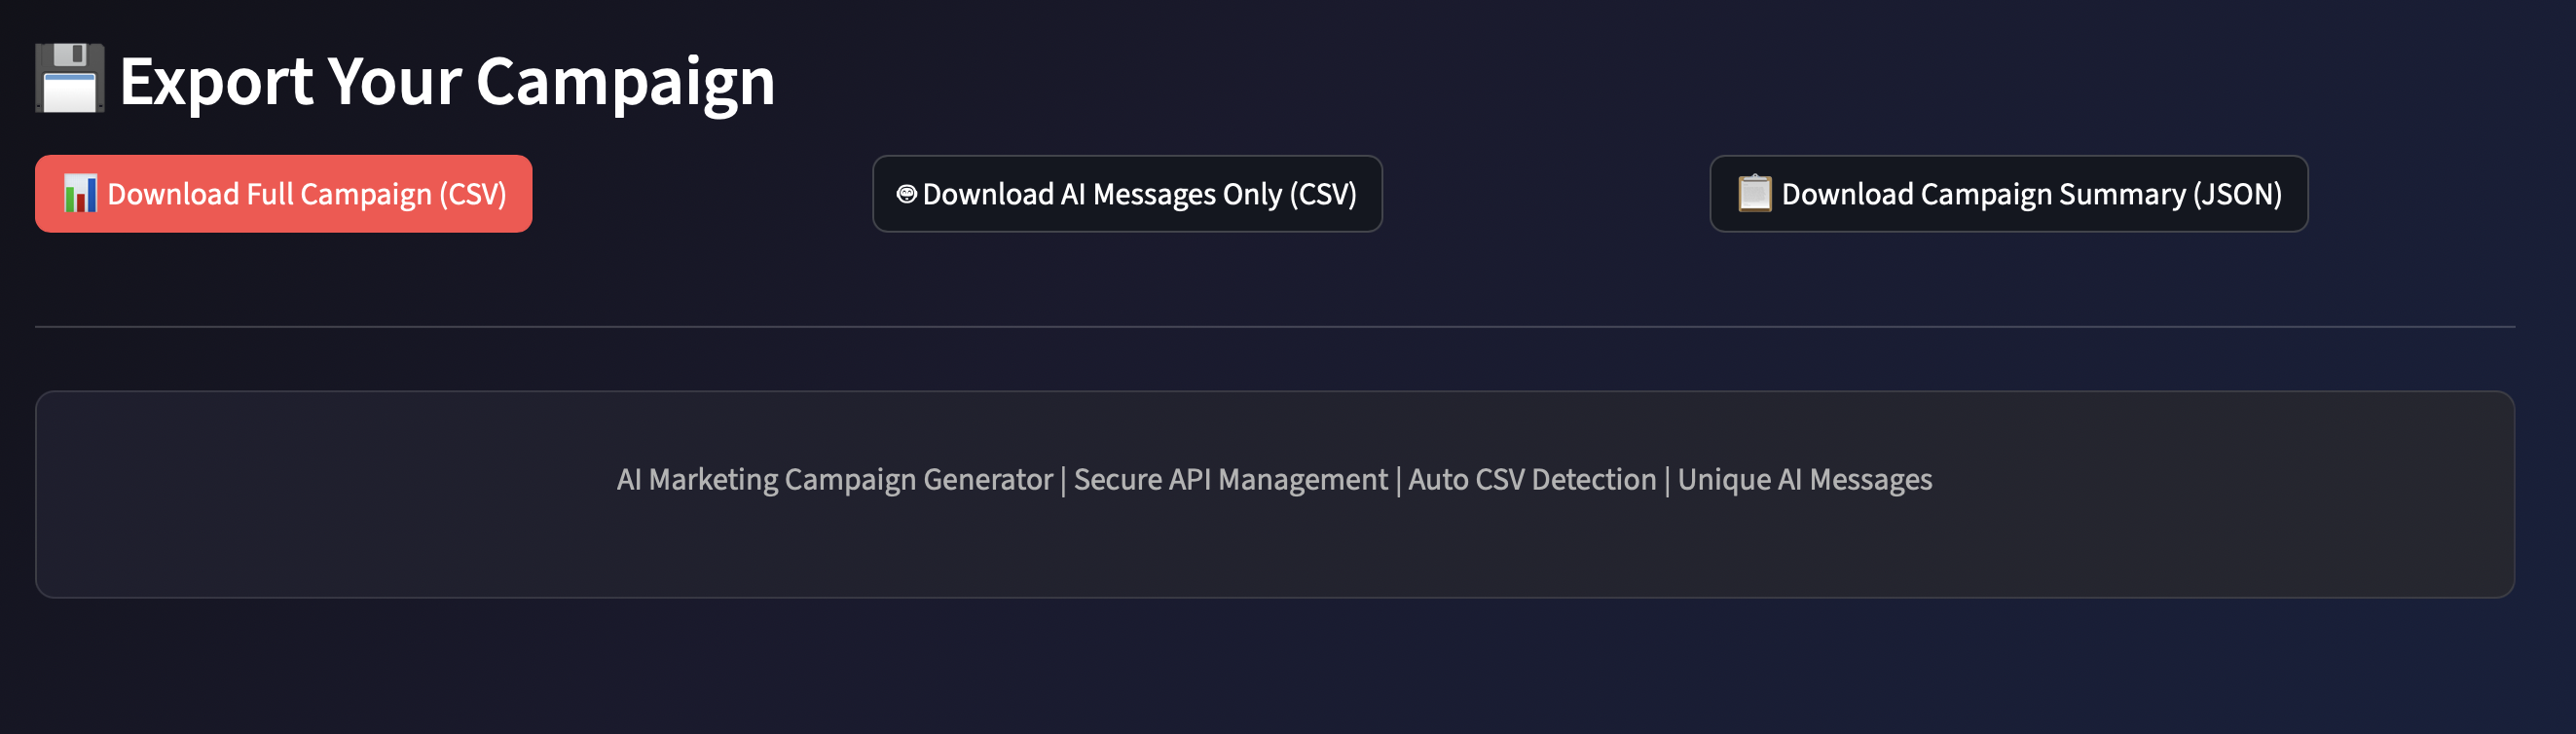 Export Your Campaign
Download Full Campaign (CSV)
Download AI Messages Only (CSV)
Download Campaign Summary (JSON)
AI Marketing Campaign Generator | Secure API Management | Auto CSV Detection | Unique AI Messages